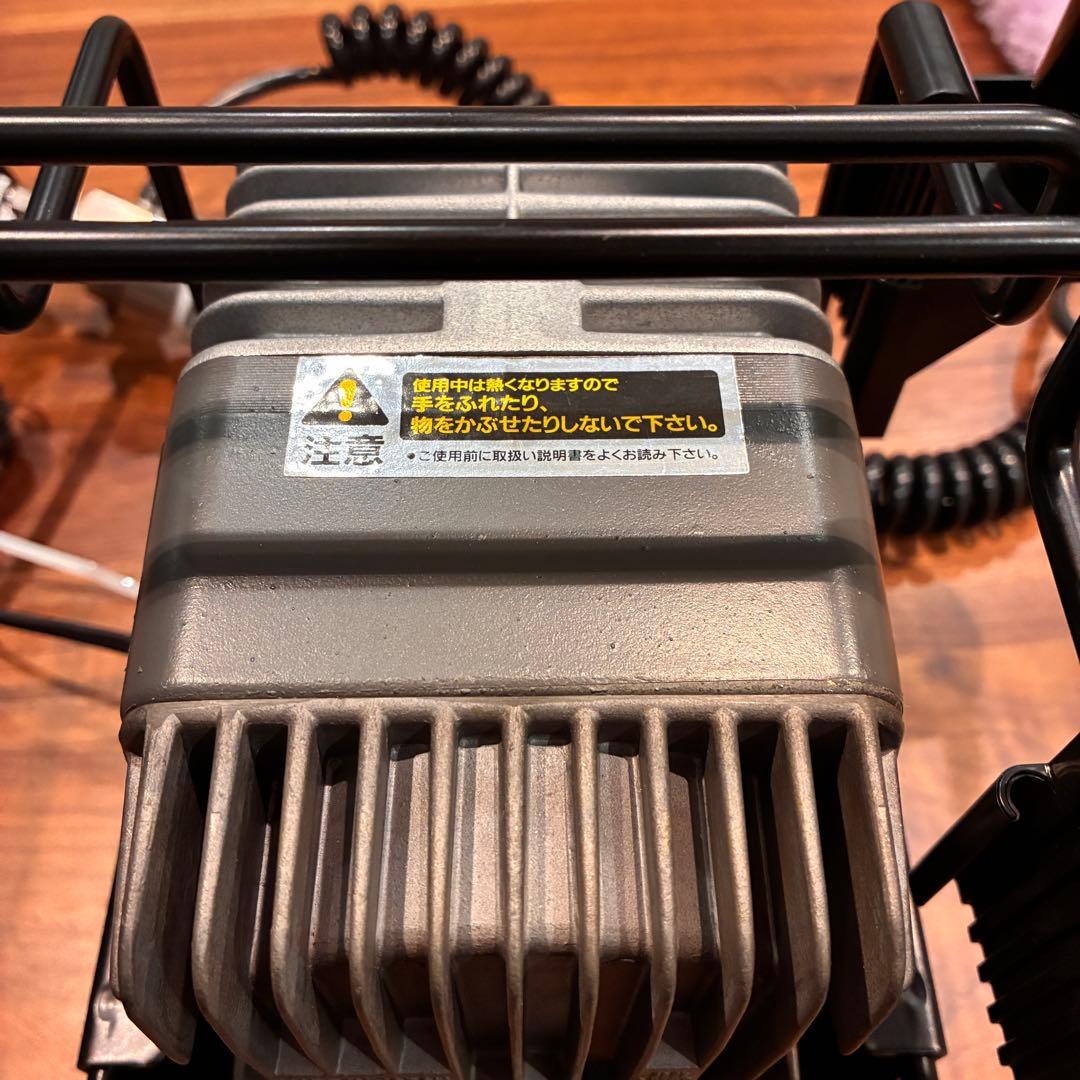 使用中は熱くなりますので
手をふれたり、
物をかぶせたりしないで下さい。
注意
•ご使用前に取扱い説明書をよくお読み下さい。